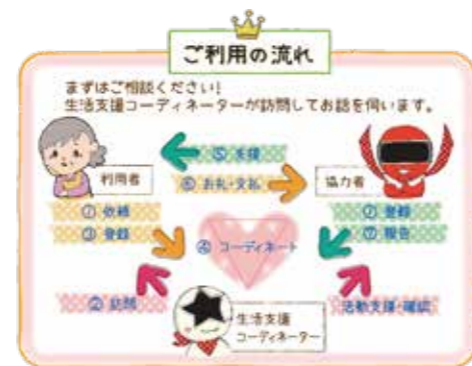 ご利用の流れ
まずはご相談ください!
生活支援コーディネーターが訪問してお話を伺います。
⑤ 支援
利用者
⑥ お礼・支払
協力者
① 依頼
③ 登録
① 登録
⑦ 報告
④ コーディネート
② 訪問
生活支援
コーディネーター
活動支援・確認